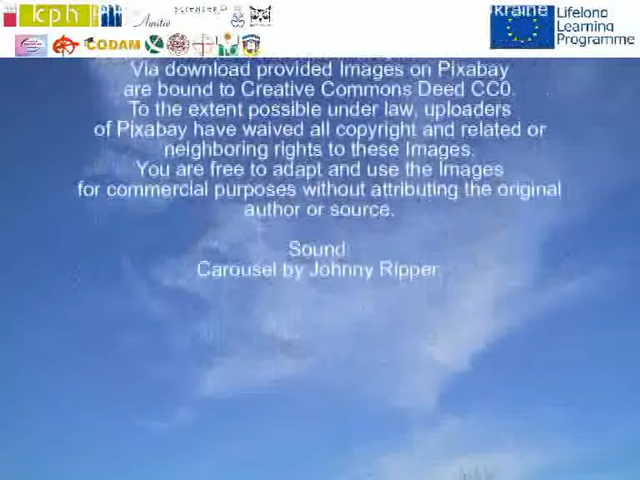 kph
Amitie
Ukraine
Lifelong
Learning
Programme
CODAM
Via download provided Images on Pixabay
are bound to Creative Commons Deed CC0.
To the extent possible under law, uploaders
of Pixabay have waived all copyright and related or
neighboring rights to these Images.
You are free to adapt and use the Images
for commercial purposes without attributing the original
author or source.
Sound
Carousel by Johnny Ripper